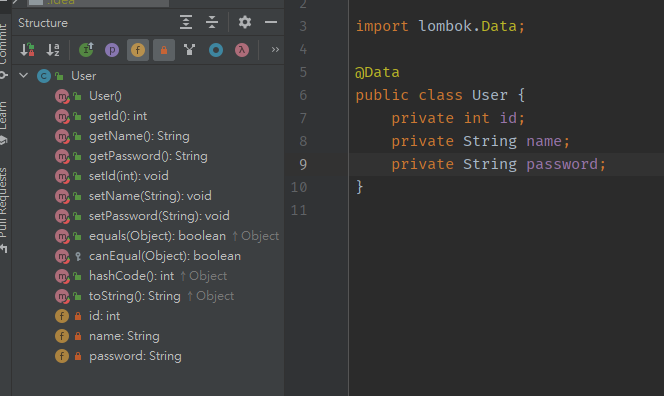 .idea
Commit
Learn
Pull Requests
Structure
User
User()
getId(): int
getName(): String
getPassword(): String
setId(int): void
setName(String): void
setPassword(String): void
equals(Object): boolean ↑Object
canEqual(Object): boolean
hashCode(): int ↑Object
toString(): String ↑Object
id: int
name: String
password: String
2
3 import lombok.Data;
4
5 @Data
6 public class User {
7 private int id;
8 private String name;
9 private String password;
10 }
11